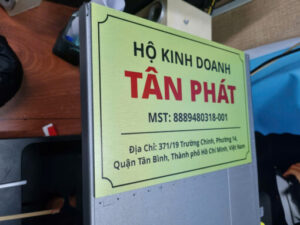 HỘ KINH DOANH
TÂN PHÁT
MST: 8889480318-001
Địa Chỉ: 371/19 Trường Chinh, Phường 14,
Quận Tân Bình, Thành phố Hồ Chí Minh, Việt Nam